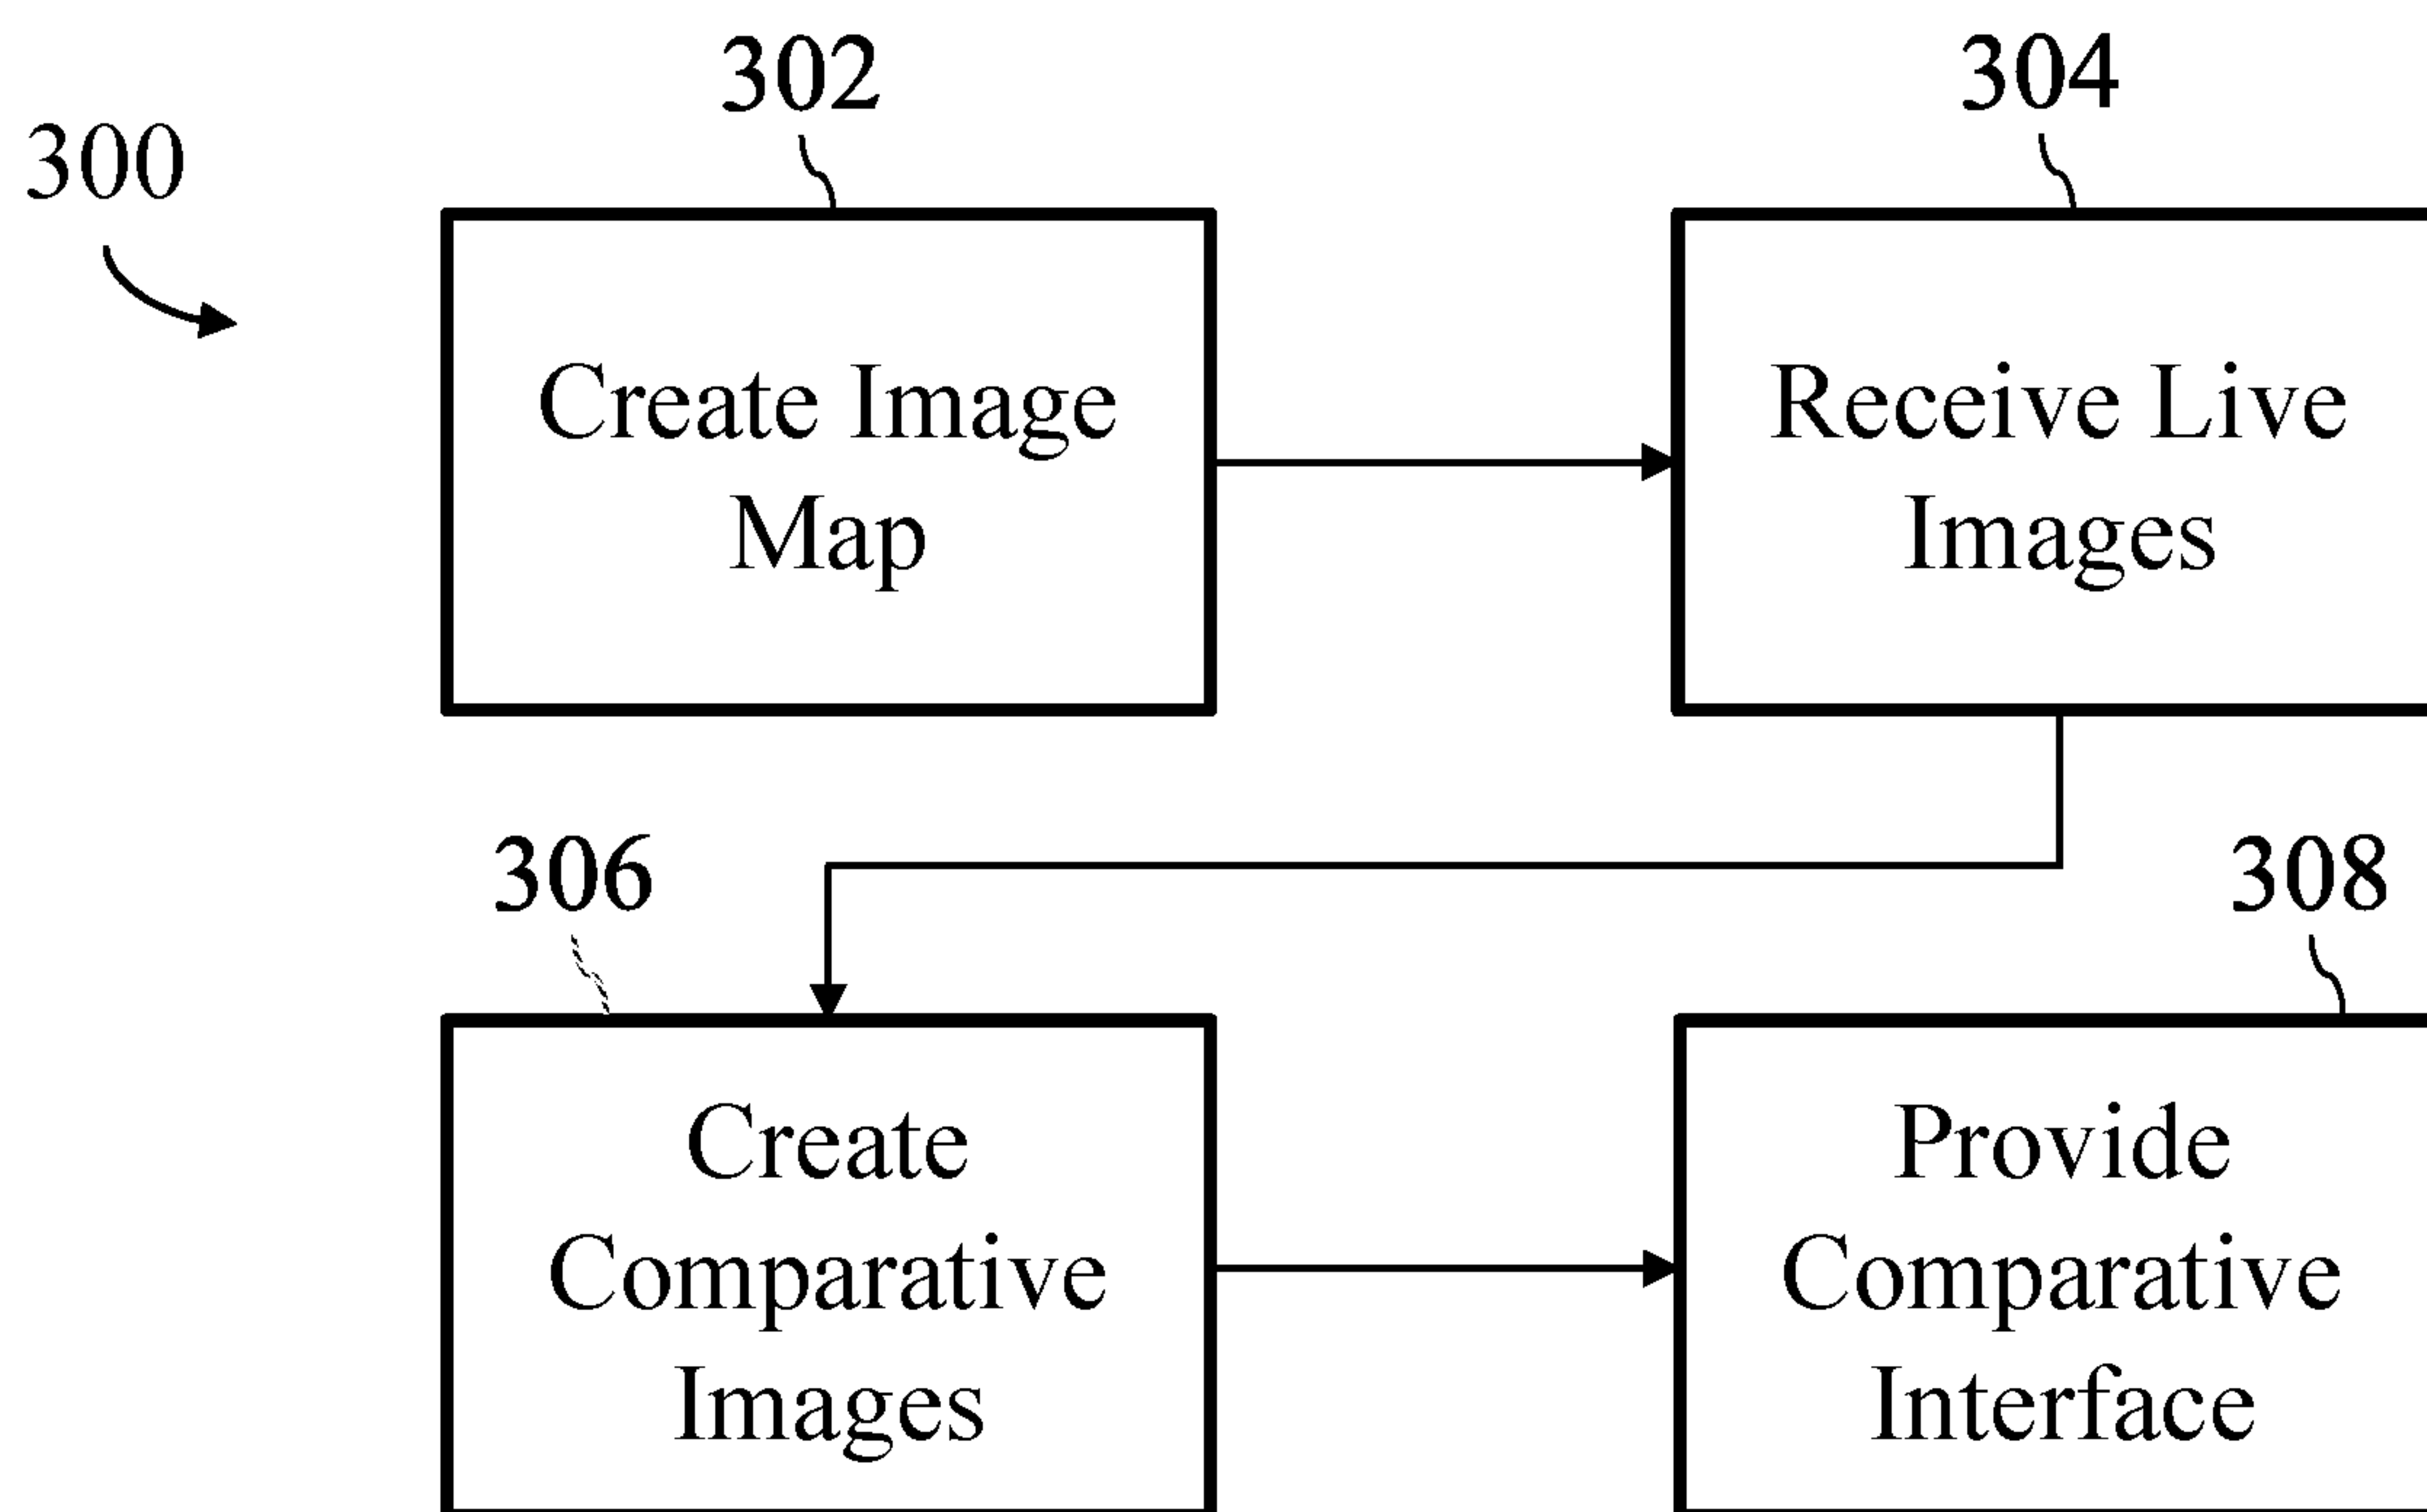 300
302
Create Image
Map
304
Receive Live
Images
306
Create
Comparative
Images
308
Provide
Comparative
Interface